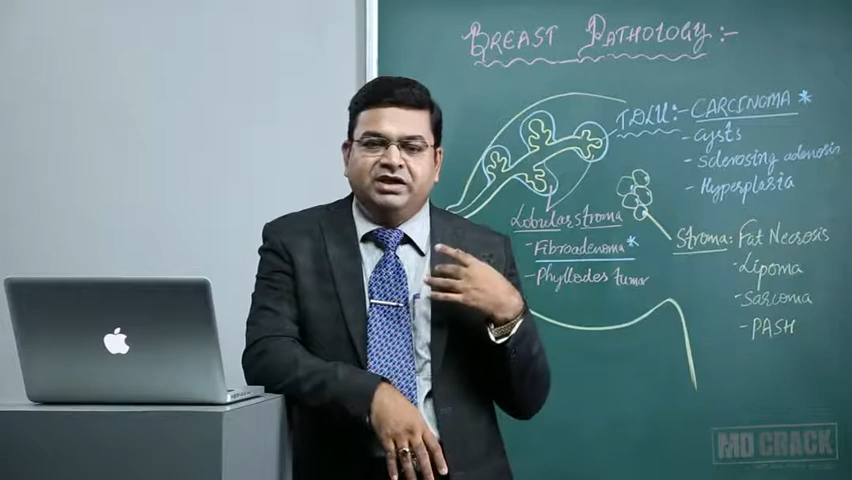 BREAST PATHOLOGY :-
TDLU :- CARCINOMA *
- Cysts
- Sclerosing adenosis
- Hyperplasia
Lobular stroma
- FIBROADENOMA *
- PHYLLODES Tumor
Stroma : FAT NECROSIS
- LIPOMA
- SARCOMA
- PASH
MD CRACK